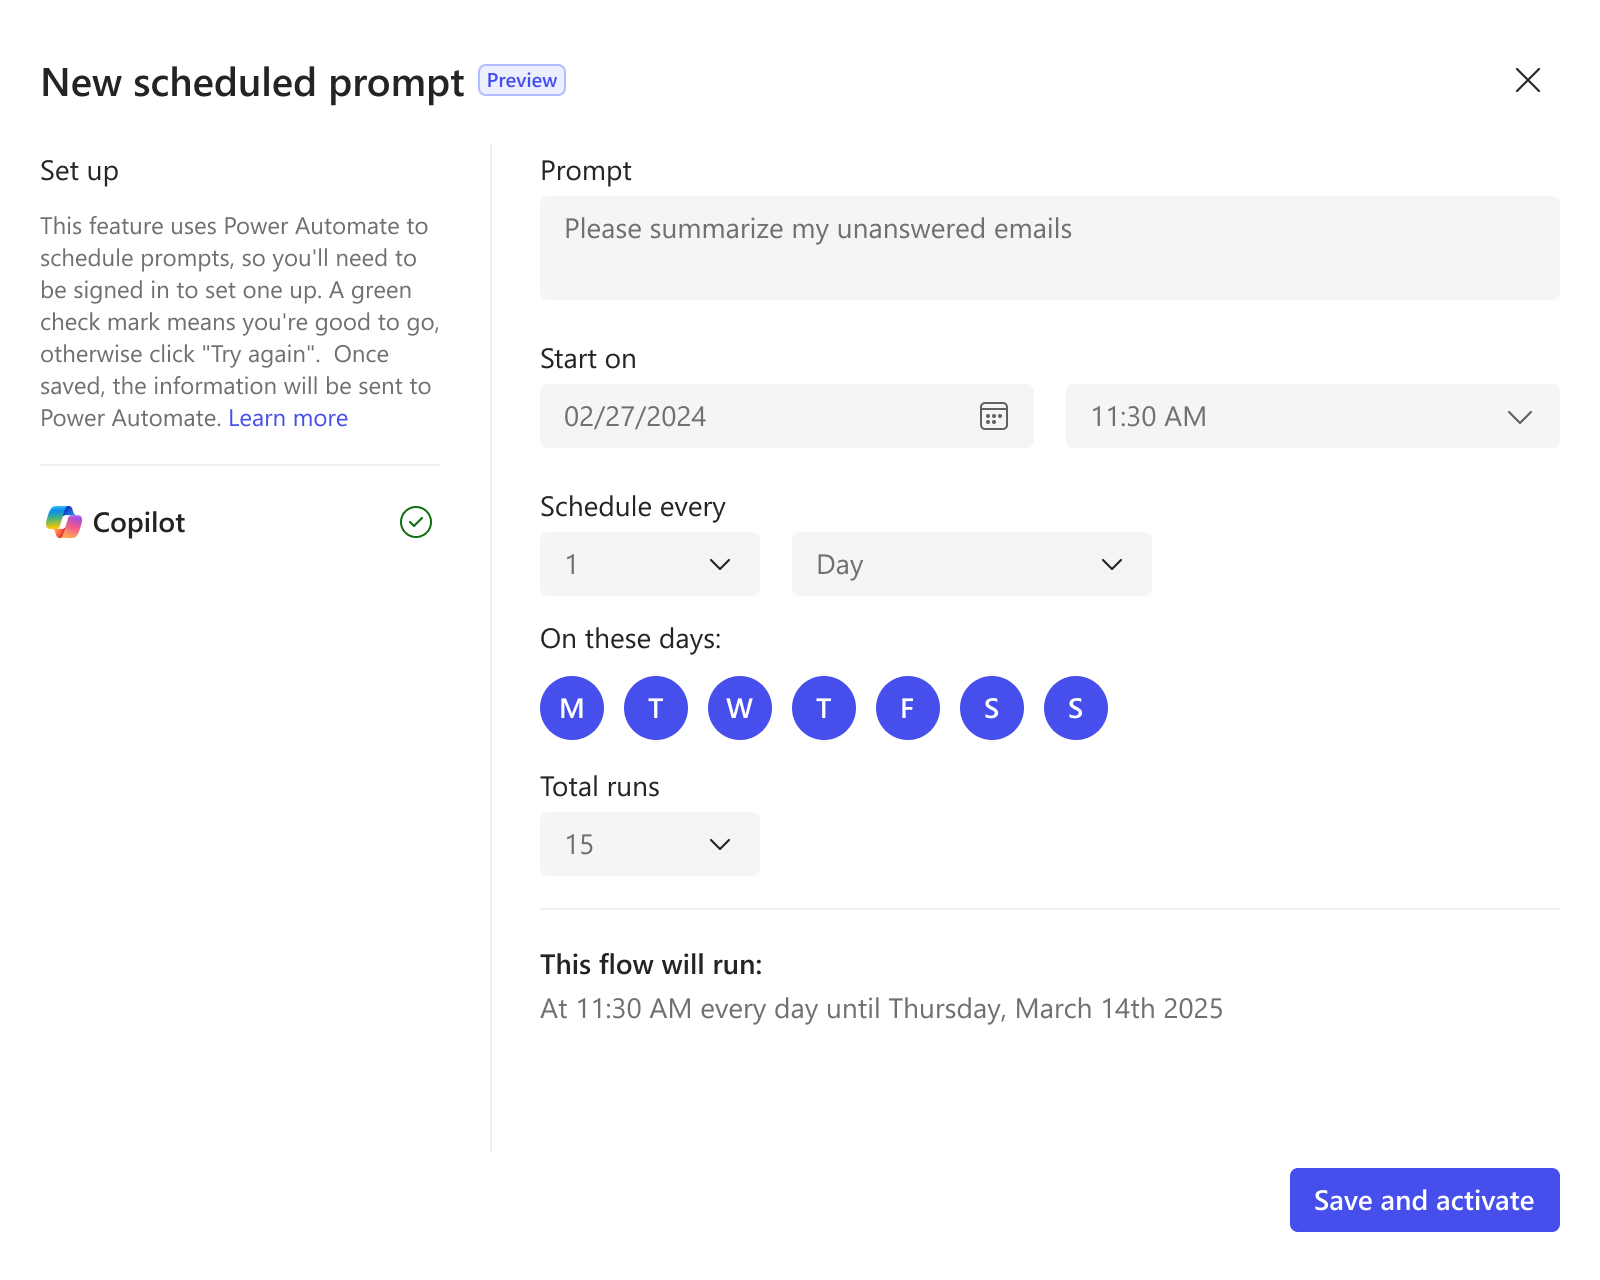 New scheduled prompt Preview
Set up
This feature uses Power Automate to
schedule prompts, so you'll need to
be signed in to set one up. A green
check mark means you're good to go,
otherwise click "Try again".  Once
saved, the information will be sent to
Power Automate. Learn more
Copilot
Prompt
Please summarize my unanswered emails
Start on
02/27/2024 11:30 AM
Schedule every
1 Day
On these days:
M T W T F S S
Total runs
15
This flow will run:
At 11:30 AM every day until Thursday, March 14th 2025
Save and activate